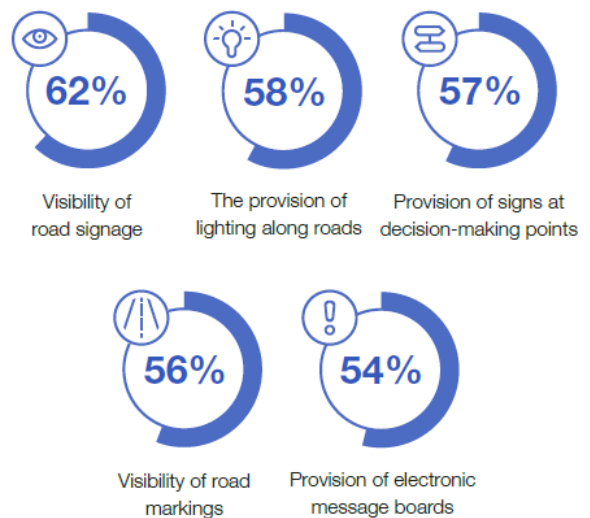 62%
58%
57%
Visibility of
road signage
The provision of
lighting along roads
Provision of signs at
decision-making points
56%
54%
Visibility of road
markings
Provision of electronic
message boards